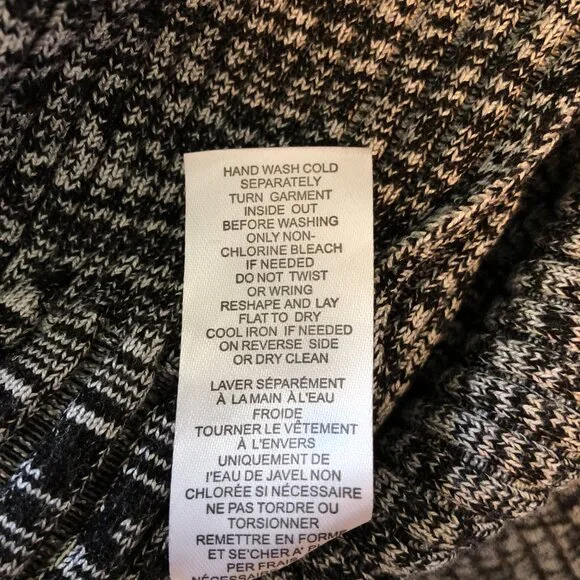 HAND WASH COLD
SEPARATELY
TURN GARMENT
INSIDE OUT
BEFORE WASHING
ONLY NON-
CHLORINE BLEACH
IF NEEDED
DO NOT TWIST
OR WRING
RESHAPE AND LAY
FLAT TO DRY
COOL IRON IF NEEDED
ON REVERSE SIDE
OR DRY CLEAN
LAVER SÉPARÉMENT
À LA MAIN À L'EAU
FROIDE
TOURNER LE VÊTEMENT
À L'ENVERS
UNIQUEMENT DE
l'EAU DE JAVEL NON
CHLORÉE SI NÉCESSAIRE
NE PAS TORDRE OU
TORSIONNER
REMETTRE EN FORME
ET SE'CHER A'
PER